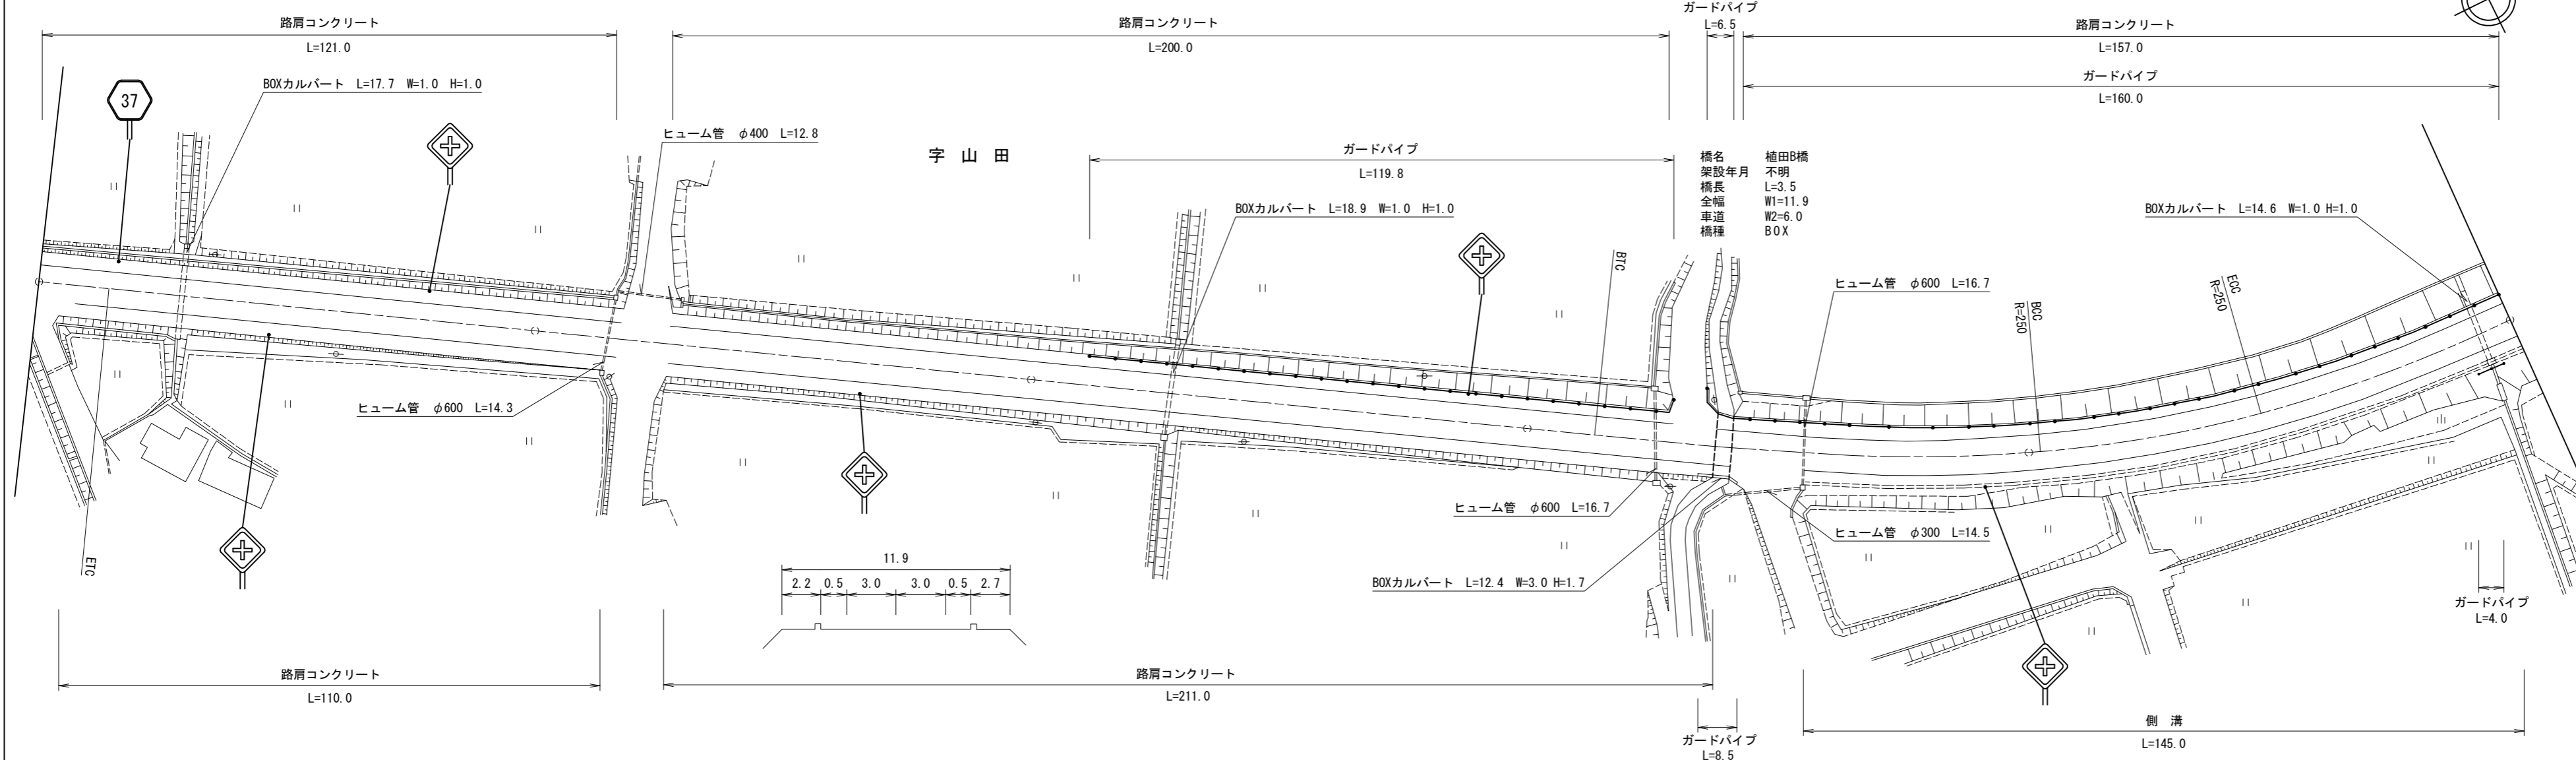 路肩コンクリート
L=121.0
路肩コンクリート
L=200.0
ガードパイプ
L=6.5
路肩コンクリート
L=157.0
ガードパイプ
L=160.0
37
BOXカルバート L=17.7 W=1.0 H=1.0
ヒューム管 φ400 L=12.8
字 山 田
ガードパイプ
L=119.8
BOXカルバート L=18.9 W=1.0 H=1.0
橋名 植田B橋
架設年月 不明
橋長 L=3.5
全幅 W1=11.9
車道 W2=6.0
橋種 BOX
BOXカルバート L=14.6 W=1.0 H=1.0
BTC
ヒューム管 φ600 L=16.7
BCC
R=250
ECC
R=250
ヒューム管 φ600 L=14.3
ETC
ヒューム管 φ600 L=16.7
ヒューム管 φ300 L=14.5
BOXカルバート L=12.4 W=3.0 H=1.7
11.9
2.2 0.5 3.0 3.0 0.5 2.7
ガードパイプ
L=4.0
路肩コンクリート
L=110.0
路肩コンクリート
L=211.0
ガードパイプ
L=8.5
側 溝
L=145.0